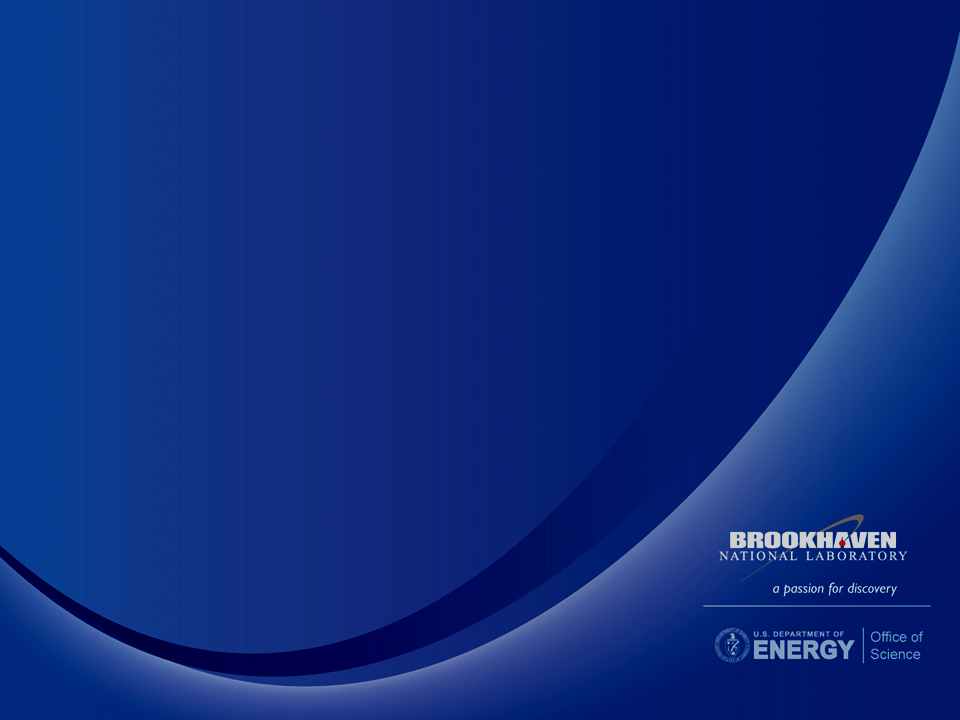 BROOKHAVEN
NATIONAL LABORATORY
a passion for discovery
U.S. DEPARTMENT OF
ENERGY
Office of
Science